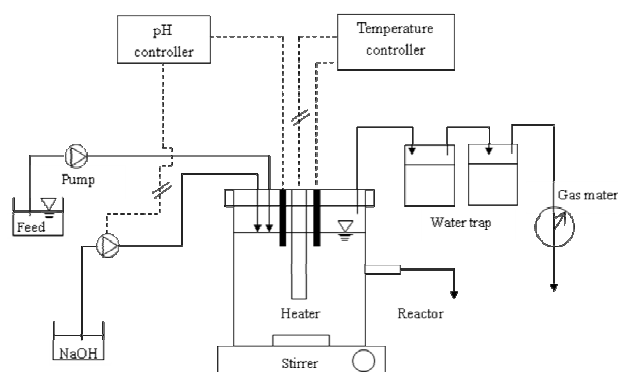 pH
controller
Temperature
controller
Pump
Feed
Water trap
Gas mater
NaOH
Heater
Reactor
Stirrer